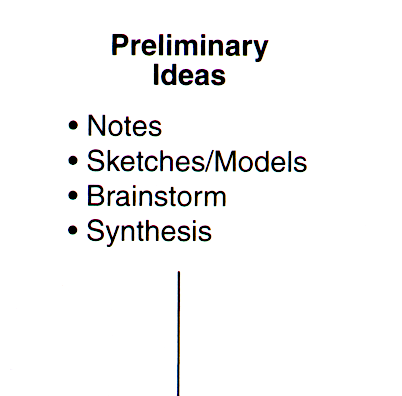 Preliminary
Ideas
• Notes
• Sketches/Models
• Brainstorm
• Synthesis